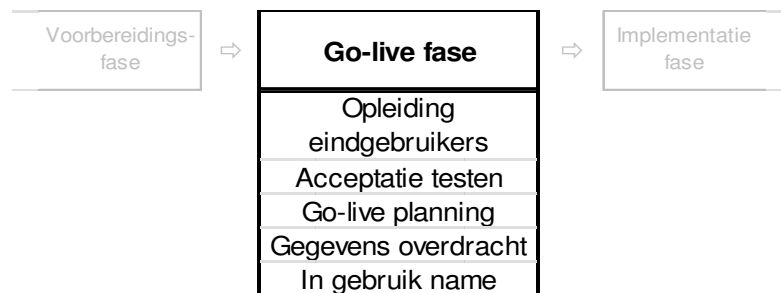 Voorbereidings-
fase
⇨
Go-live fase
⇨
Implementatie
fase
Opleiding
eindgebruikers
Acceptatie testen
Go-live planning
Gegevens overdracht
In gebruik name